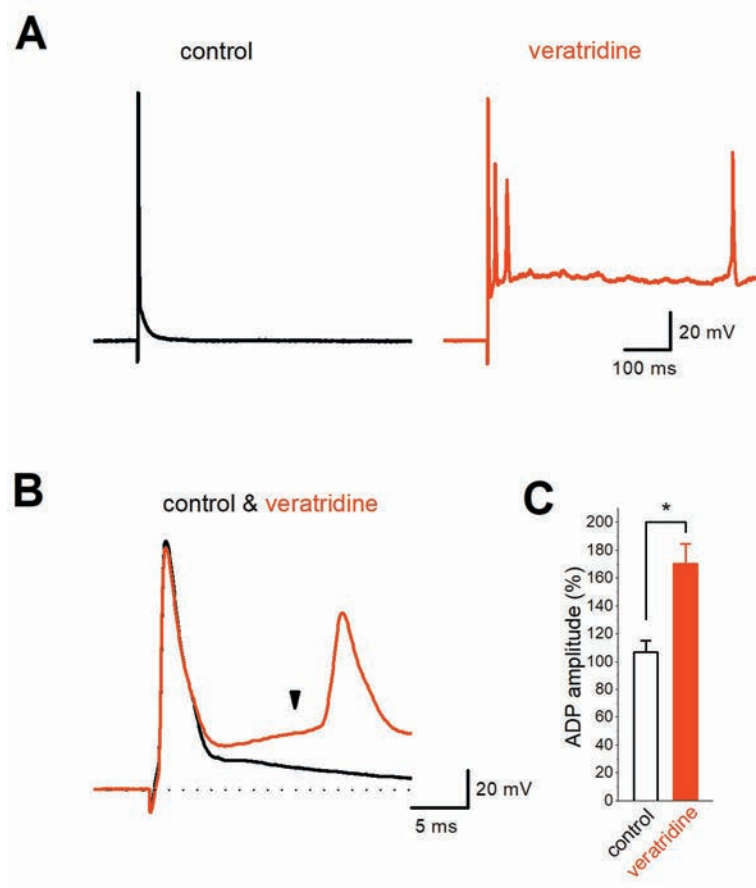 A
control
veratridine
20 mV
100 ms
B
control & veratridine
20 mV
5 ms
C
*
ADP amplitude (%)
200
180
160
140
120
100
80
60
40
20
0
control
veratridine